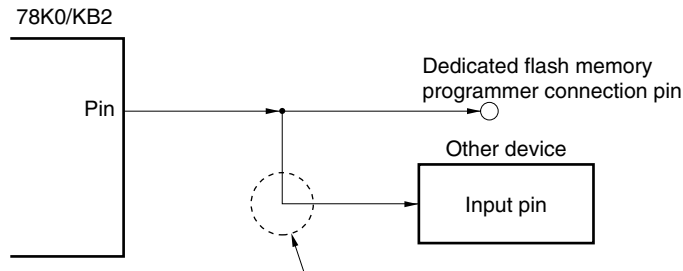 78K0/KB2
Pin
Dedicated flash memory
programmer connection pin
Other device
Input pin